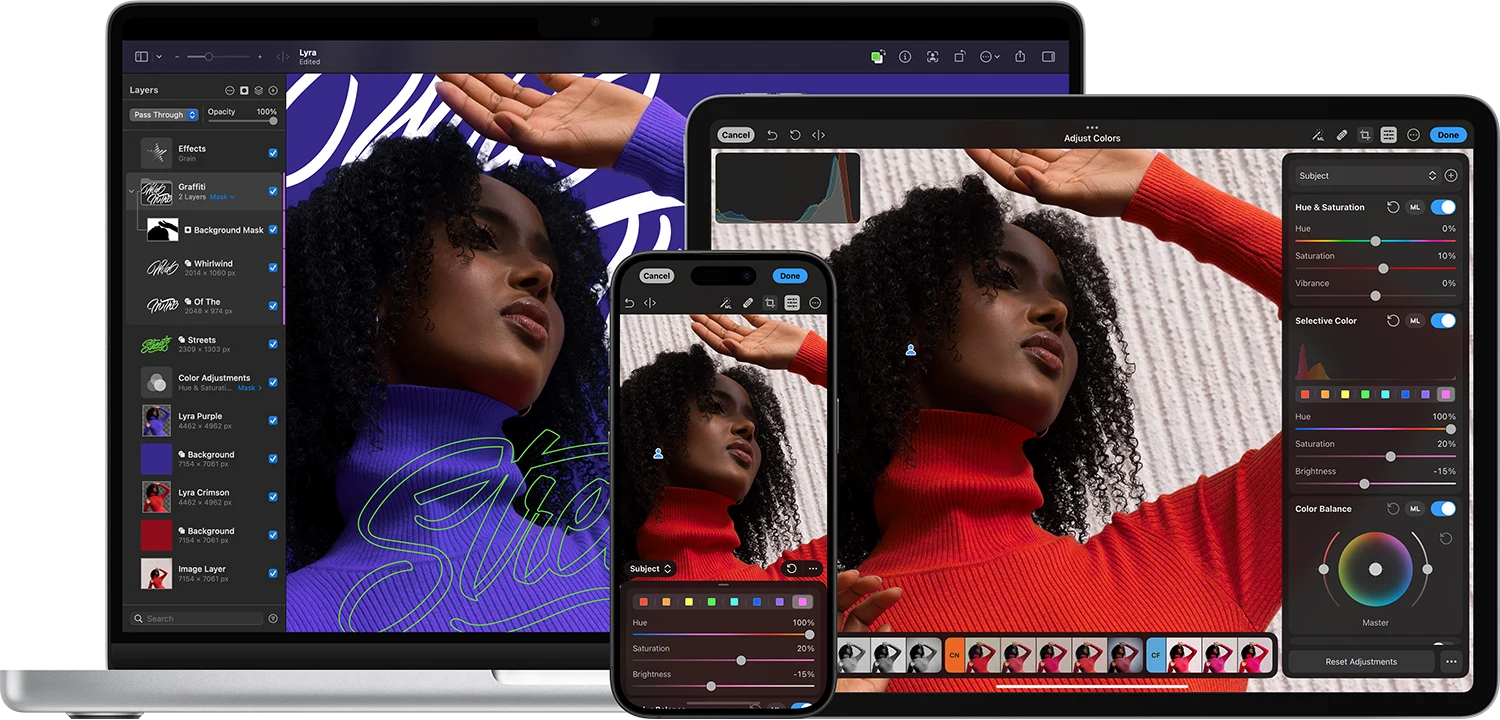 Lyra
Edited
Layers
Pass Through
Opacity 100%
Effects
Grain
Graffiti
2 Layers Mask
Background Mask
Whirlwind
2014 × 1060 px
Of The
2048 × 974 px
Streets
2309 × 1303 px
Color Adjustments
Hue & Saturati... Mask
Lyra Purple
4462 × 4962 px
Background
7154 × 7061 px
Lyra Crimson
4462 × 4962 px
Background
7154 × 7061 px
Image Layer
7154 × 7061 px
Search
Cancel
Done
Subject
Hue 100%
Saturation 20%
Brightness -15%
Cancel
Adjust Colors
Done
Subject
Hue & Saturation ML
Hue 0%
Saturation 10%
Vibrance 0%
Selective Color ML
Hue 100%
Saturation 20%
Brightness -15%
Color Balance ML
Master
Reset Adjustments
CN
CF